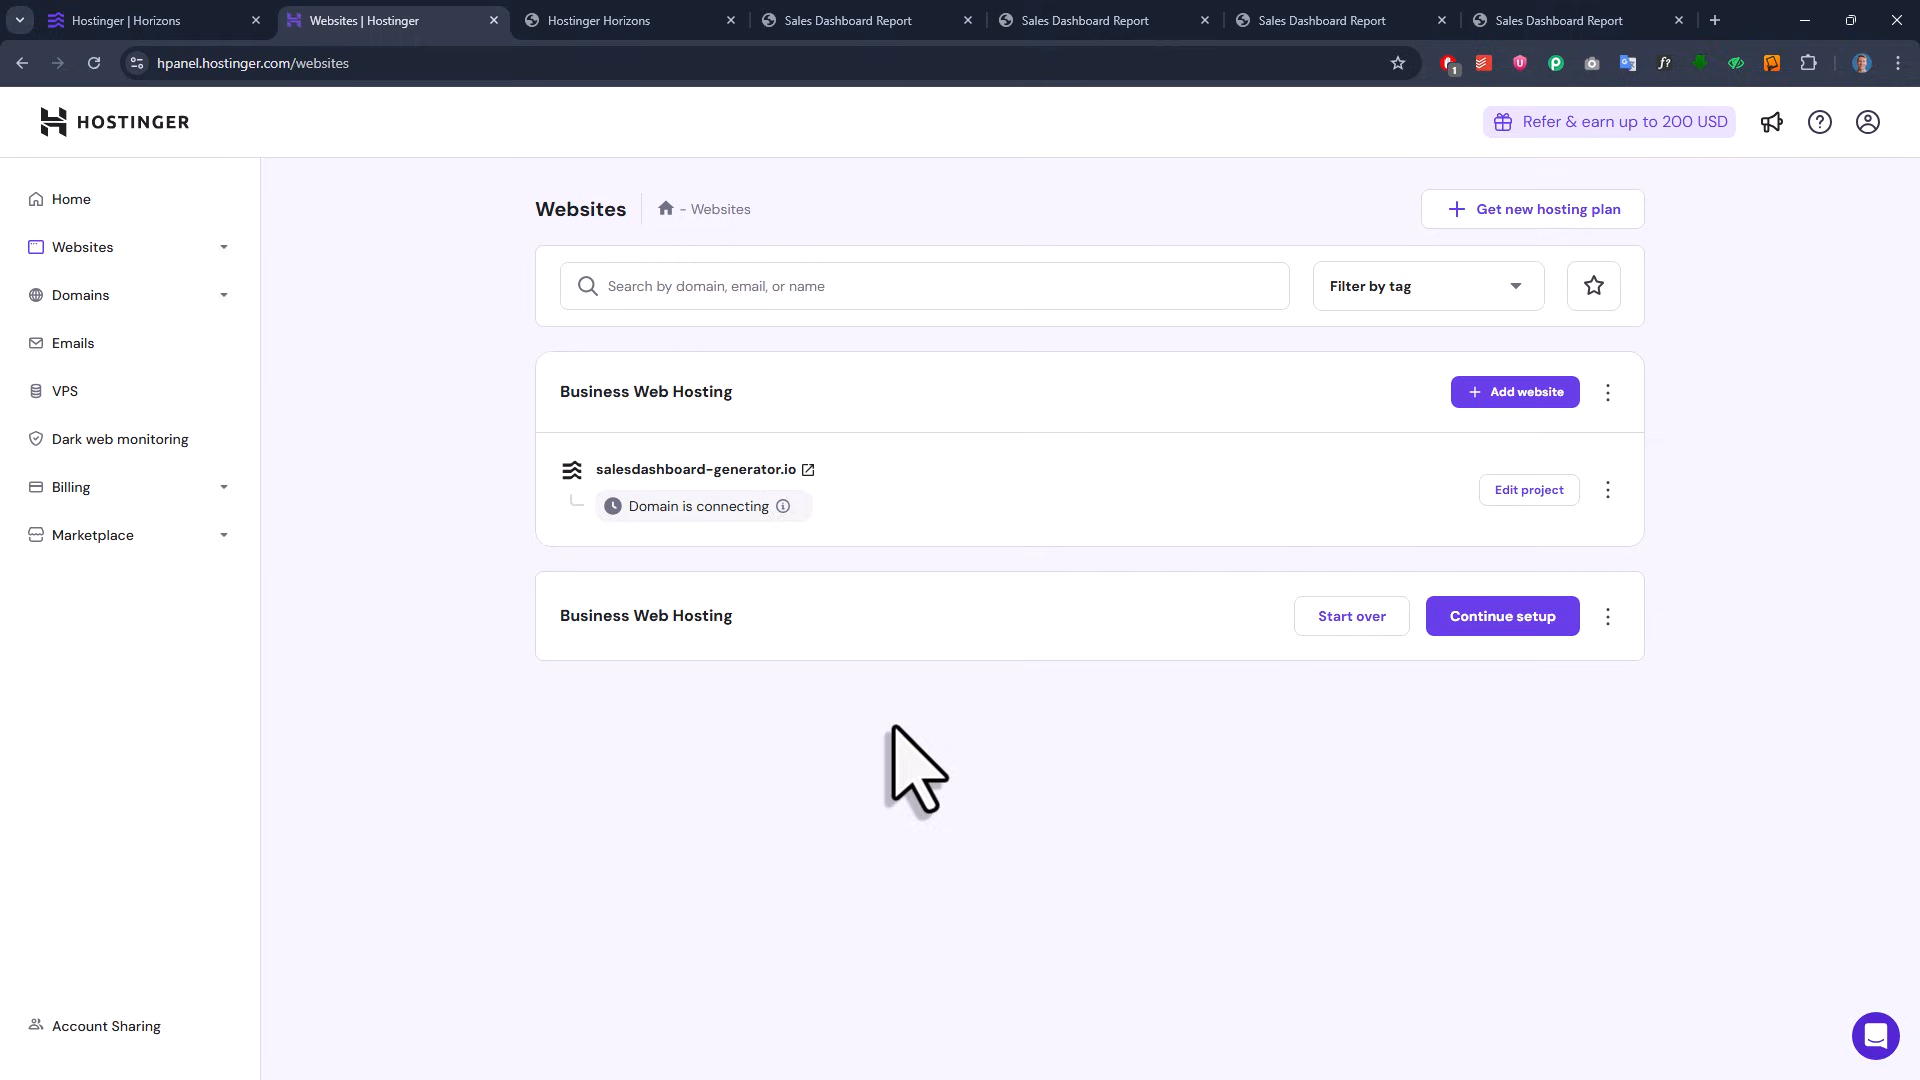 Hostinger | Horizons
Websites | Hostinger
Hostinger Horizons
Sales Dashboard Report
Sales Dashboard Report
Sales Dashboard Report
Sales Dashboard Report
hpanel.hostinger.com/websites
1
f?
HOSTINGER
Refer & earn up to 200 USD
Home
Websites
Domains
Emails
VPS
Dark web monitoring
Billing
Marketplace
Account Sharing
Websites
- Websites
Get new hosting plan
Search by domain, email, or name
Filter by tag
Business Web Hosting
Add website
salesdashboard-generator.io
Domain is connecting
Edit project
Business Web Hosting
Start over
Continue setup